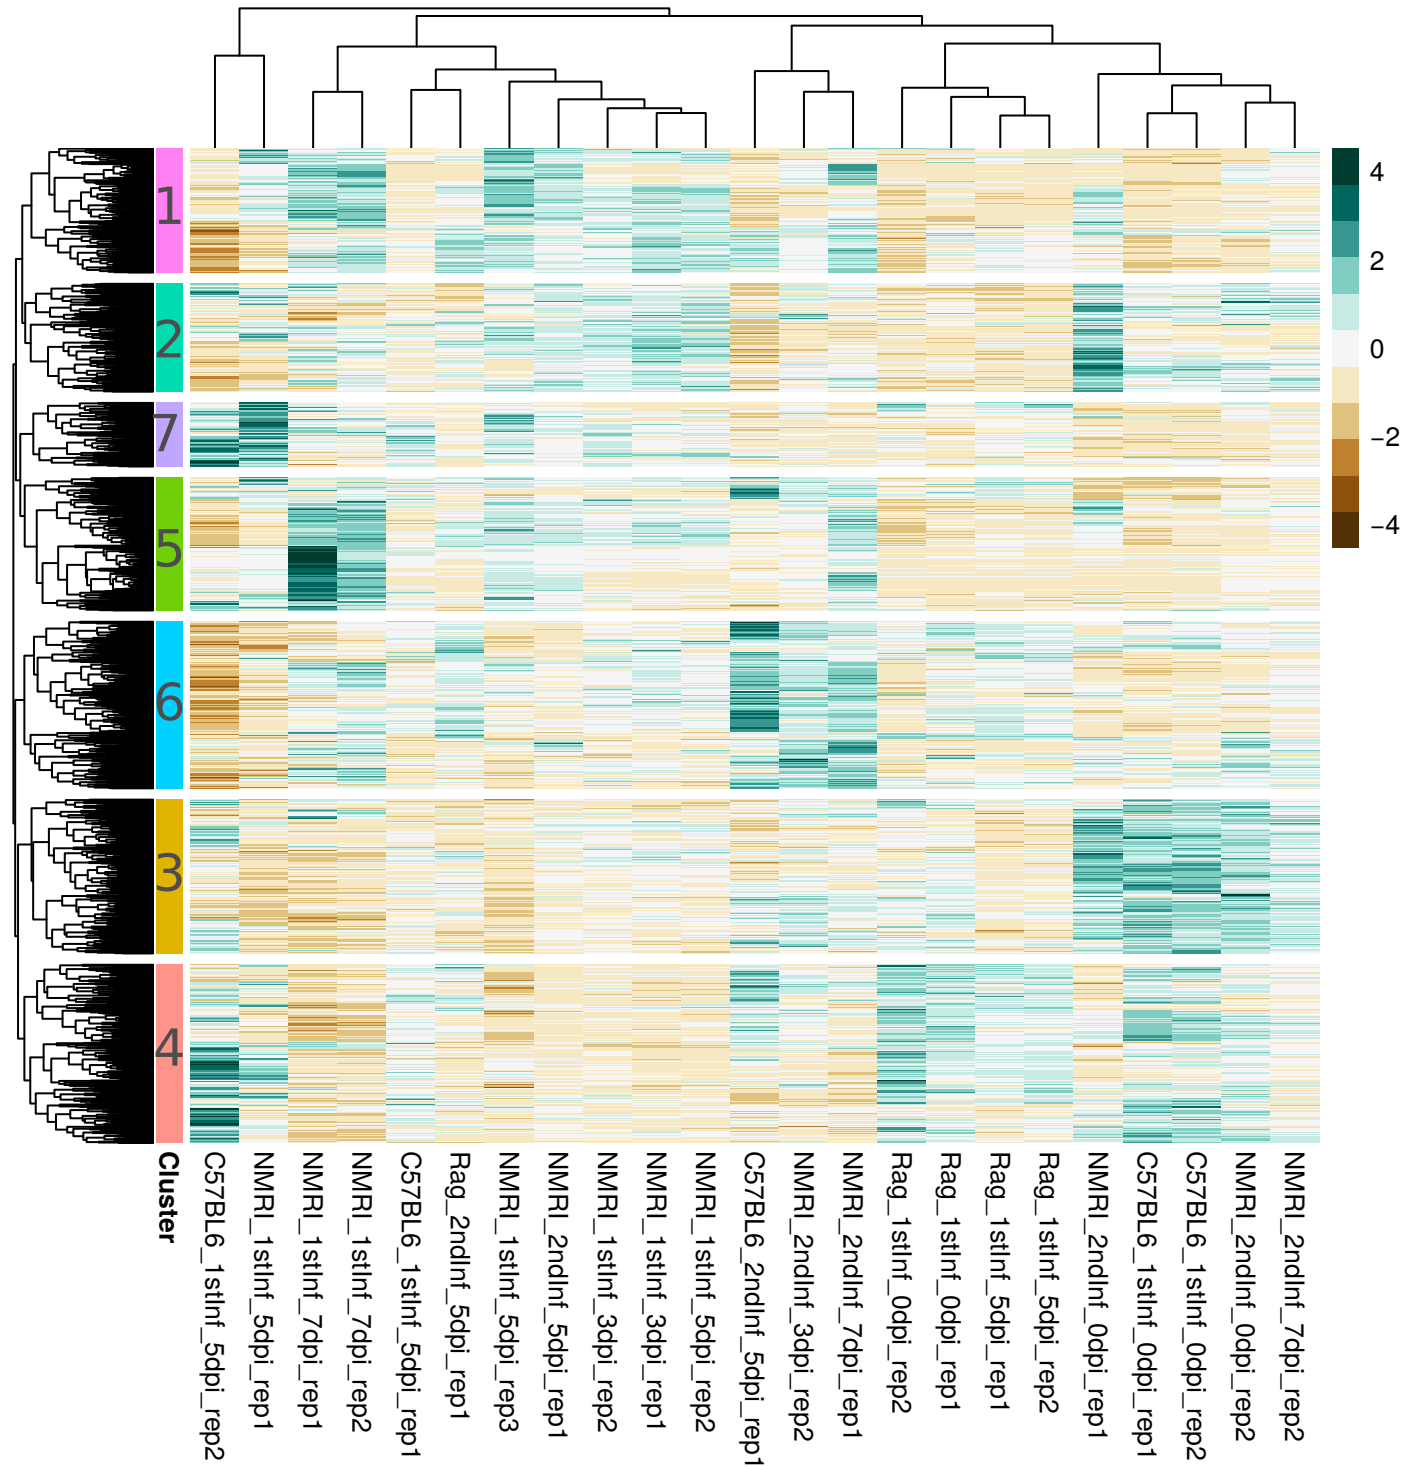 1
2
7
5
6
3
4
4
2
0
−2
−4
Cluster
C57BL6_1stInf_5dpi_rep2
NMRI_1stInf_5dpi_rep1
NMRI_1stInf_7dpi_rep1
NMRI_1stInf_7dpi_rep2
C57BL6_1stInf_5dpi_rep1
Rag_2ndInf_5dpi_rep1
NMRI_1stInf_5dpi_rep3
NMRI_2ndInf_5dpi_rep1
NMRI_1stInf_3dpi_rep2
NMRI_1stInf_3dpi_rep1
NMRI_1stInf_5dpi_rep2
C57BL6_2ndInf_5dpi_rep1
NMRI_2ndInf_3dpi_rep2
NMRI_2ndInf_7dpi_rep1
Rag_1stInf_0dpi_rep2
Rag_1stInf_0dpi_rep1
Rag_1stInf_5dpi_rep1
Rag_1stInf_5dpi_rep2
NMRI_2ndInf_0dpi_rep1
C57BL6_1stInf_0dpi_rep1
C57BL6_1stInf_0dpi_rep2
NMRI_2ndInf_0dpi_rep2
NMRI_2ndInf_7dpi_rep2